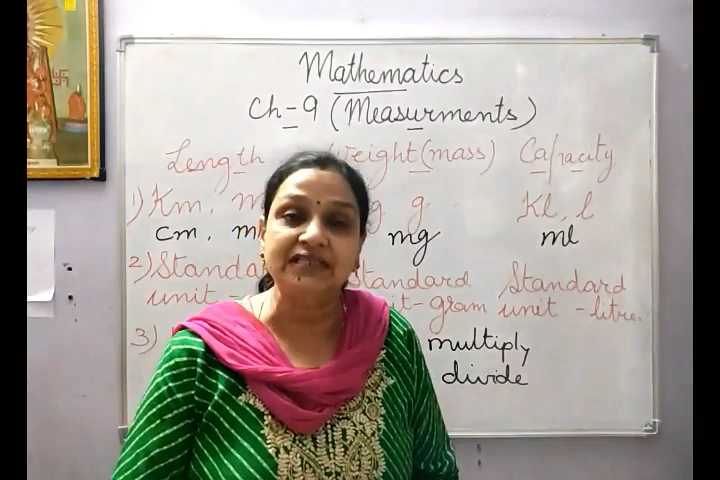 Mathematics
Ch-9 (Measurments)
Length Weight (mass) Capacity
1) Km, m g Kl, l
cm, m mg ml
2) Standa Standard Standard
unit - it-gram unit - litre
3) multiply
divide